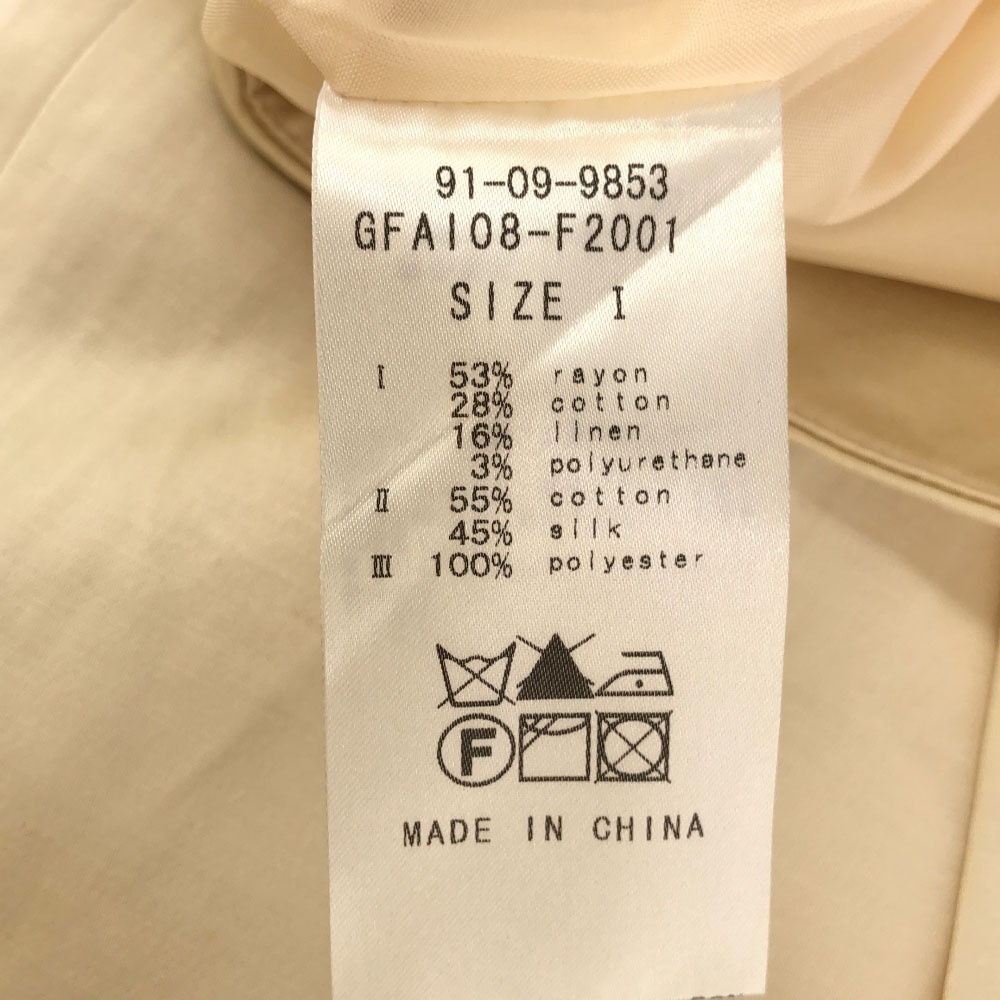 91-09-9853
GFAI08-F2001
SIZE I
I 53% rayon
28% cotton
16% linen
3% polyurethane
II 55% cotton
45% silk
III 100% polyester
F
MADE IN CHINA